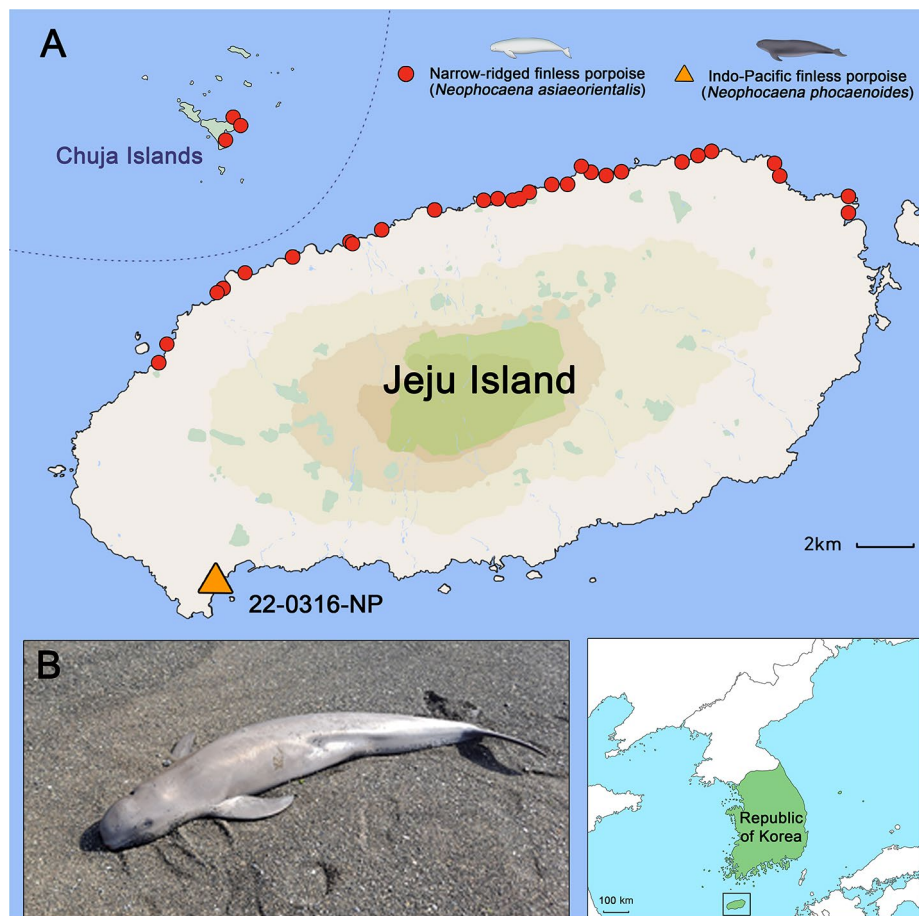 A
Narrow-ridged finless porpoise
(Neophocaena asiaeorientalis)
Indo-Pacific finless porpoise
(Neophocaena phocaenoides)
Chuja Islands
Jeju Island
2km
22-0316-NP
B
Republic
of Korea
100 km